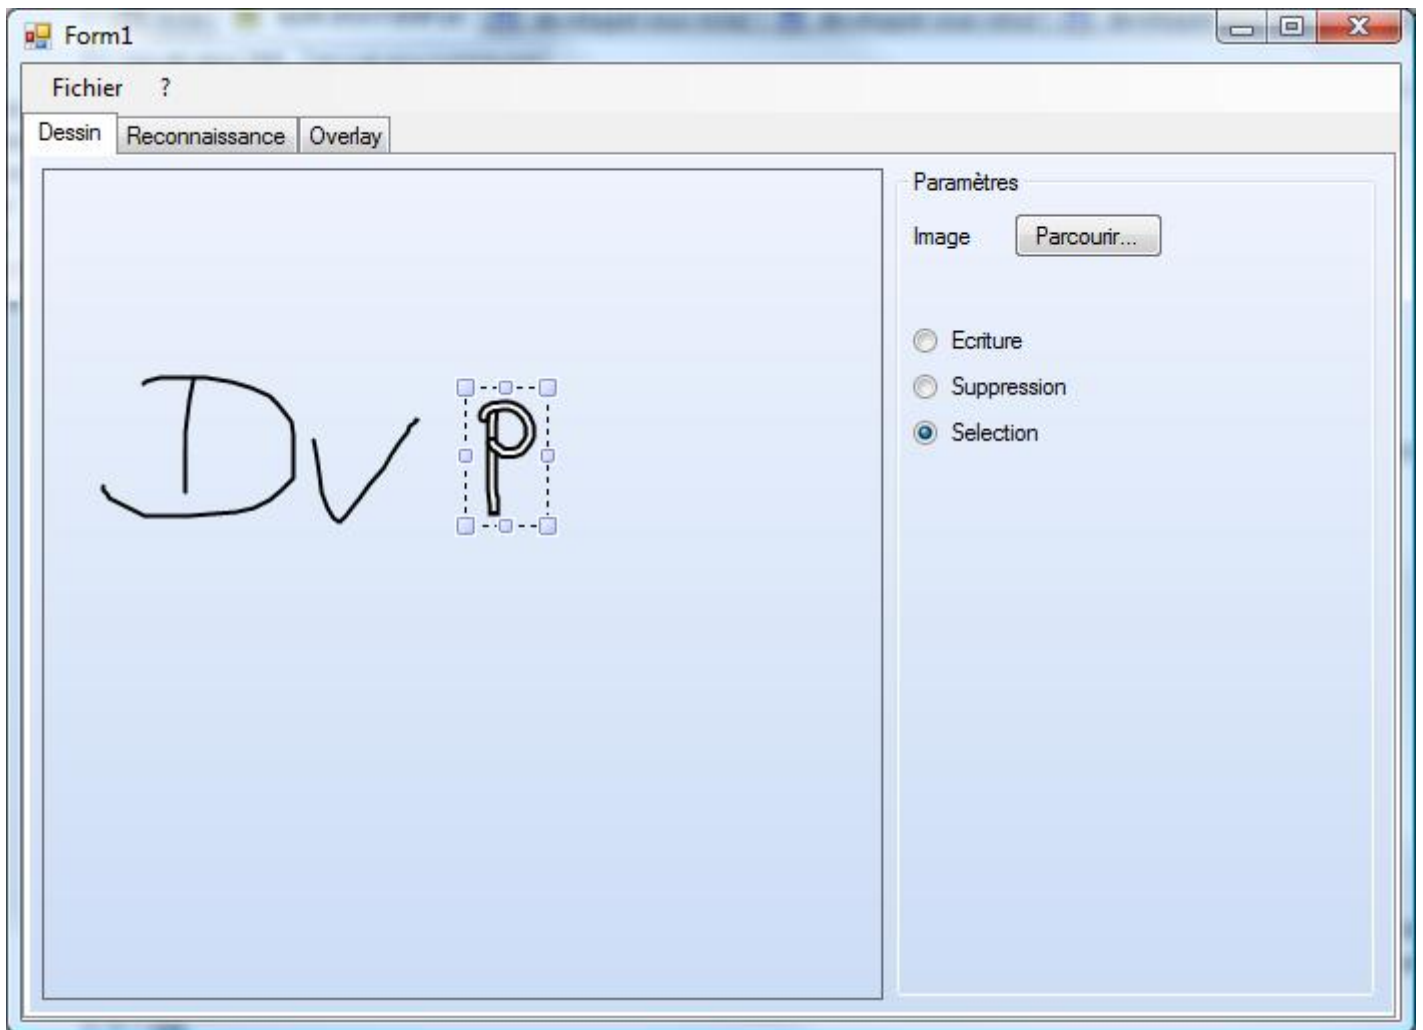 Form1
Fichier ?
Dessin Reconnaissance Overlay
Paramètres
Image Parcourir...
Ecriture
Suppression
Selection
DvP